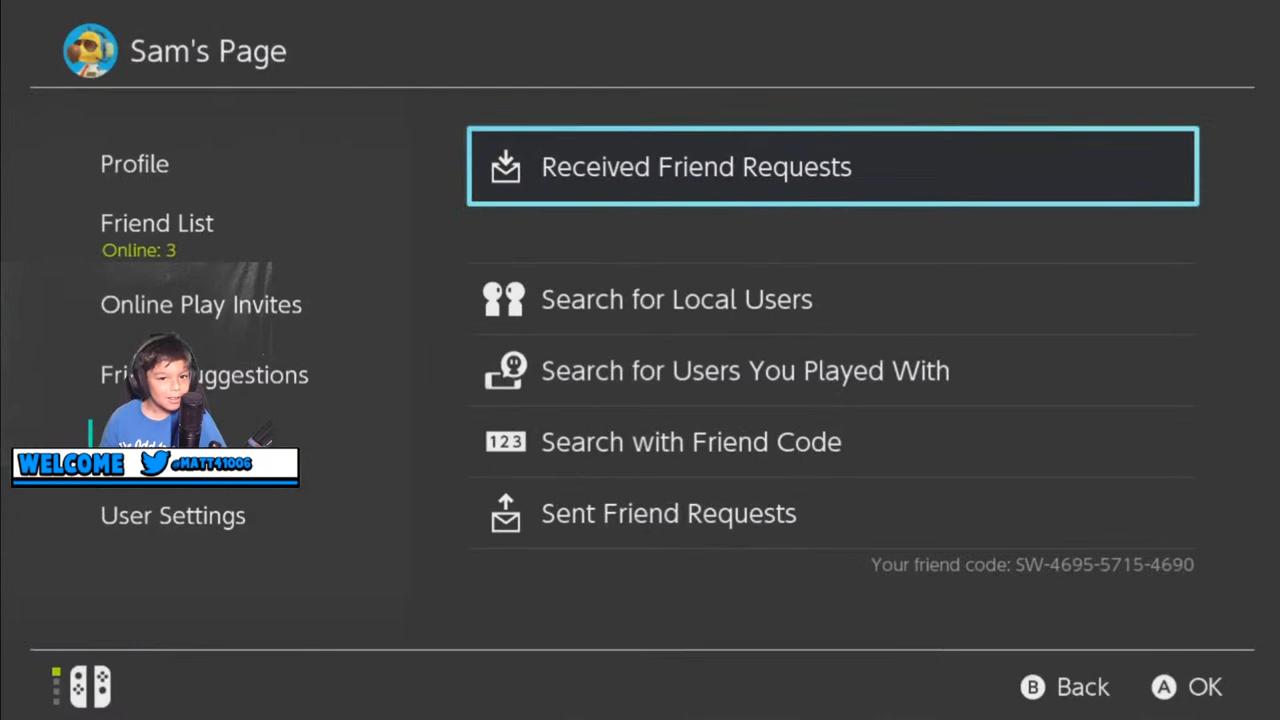 Sam's Page
Profile
Friend List
Online: 3
Online Play Invites
WELCOME @MATT41006
User Settings
Received Friend Requests
Search for Local Users
Search for Users You Played With
123 Search with Friend Code
Sent Friend Requests
Your friend code: SW-4695-5715-4690
B Back A OK